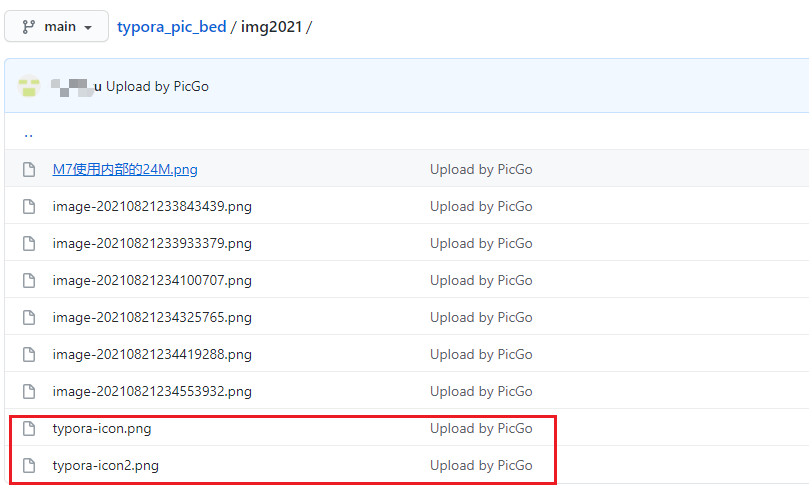 main typora_pic_bed / img2021 /
u Upload by PicGo
..
M7使用内部的24M.png Upload by PicGo
image-20210821233843439.png Upload by PicGo
image-20210821233933379.png Upload by PicGo
image-20210821234100707.png Upload by PicGo
image-20210821234325765.png Upload by PicGo
image-20210821234419288.png Upload by PicGo
image-20210821234553932.png Upload by PicGo
typora-icon.png Upload by PicGo
typora-icon2.png Upload by PicGo